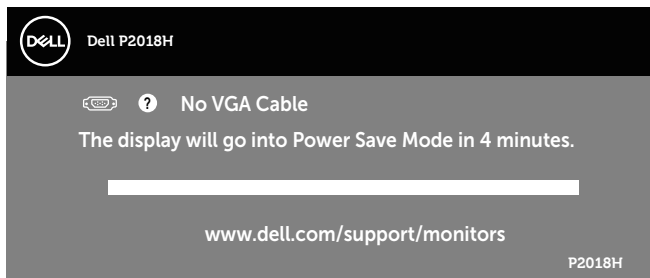 DELL
Dell P2018H
? No VGA Cable
The display will go into Power Save Mode in 4 minutes.
www.dell.com/support/monitors
P2018H